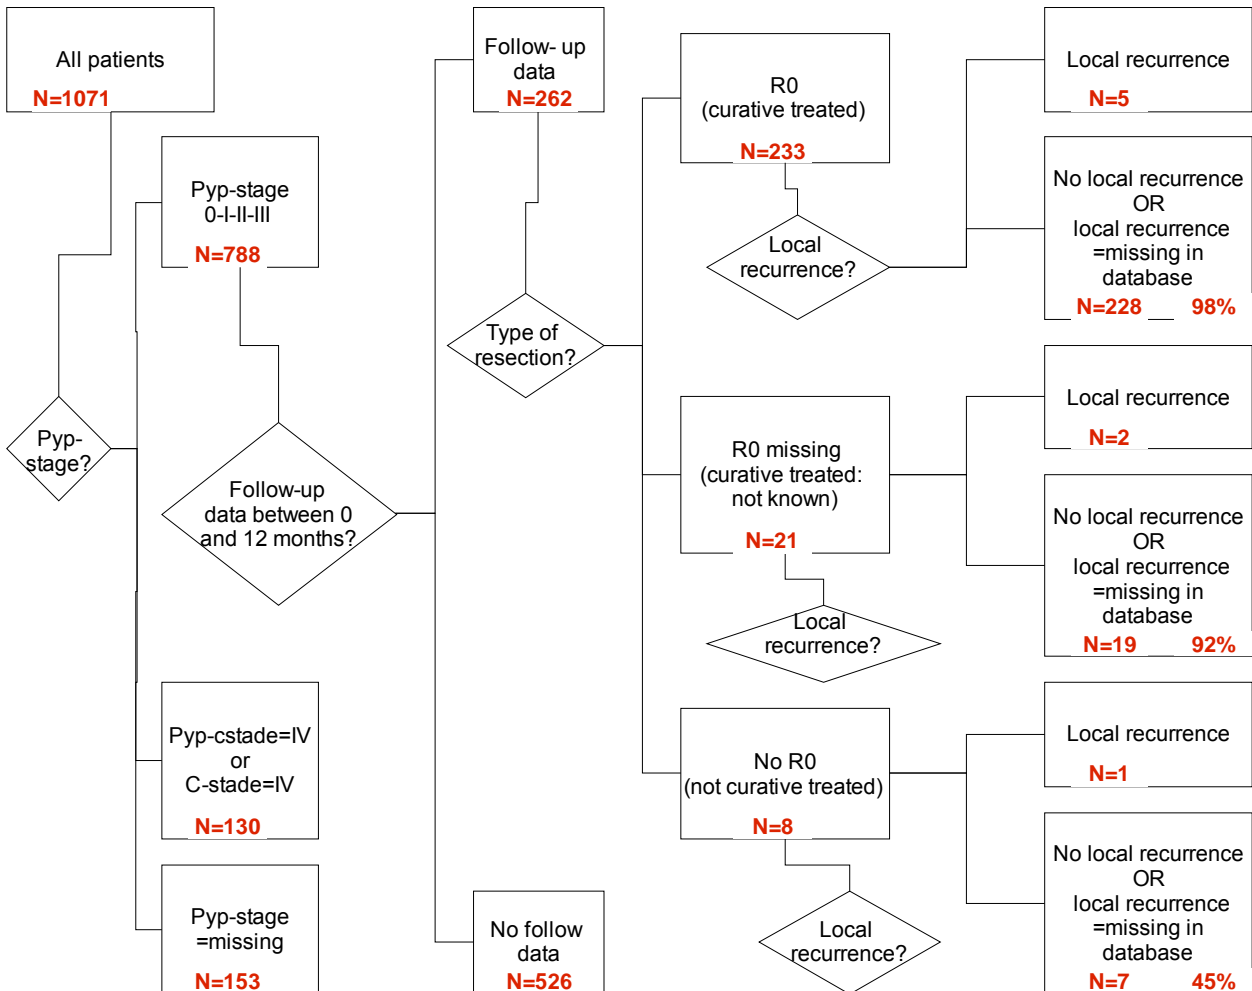 All patients
N=1071
Pyp-
stage?
Pyp-stage
0-I-II-III
N=788
Follow-up
data between 0
and 12 months?
Pyp-cstade=IV
or
C-stade=IV
N=130
Pyp-stage
=missing
N=153
Follow- up
data
N=262
Type of
resection?
No follow
data
N=526
R0
(curative treated)
N=233
Local
recurrence?
R0 missing
(curative treated:
not known)
N=21
Local
recurrence?
No R0
(not curative treated)
N=8
Local
recurrence?
Local recurrence
N=5
No local recurrence
OR
local recurrence
=missing in
database
N=228 98%
Local recurrence
N=2
No local recurrence
OR
local recurrence
=missing in
database
N=19 92%
Local recurrence
N=1
No local recurrence
OR
local recurrence
=missing in
database
N=7 45%